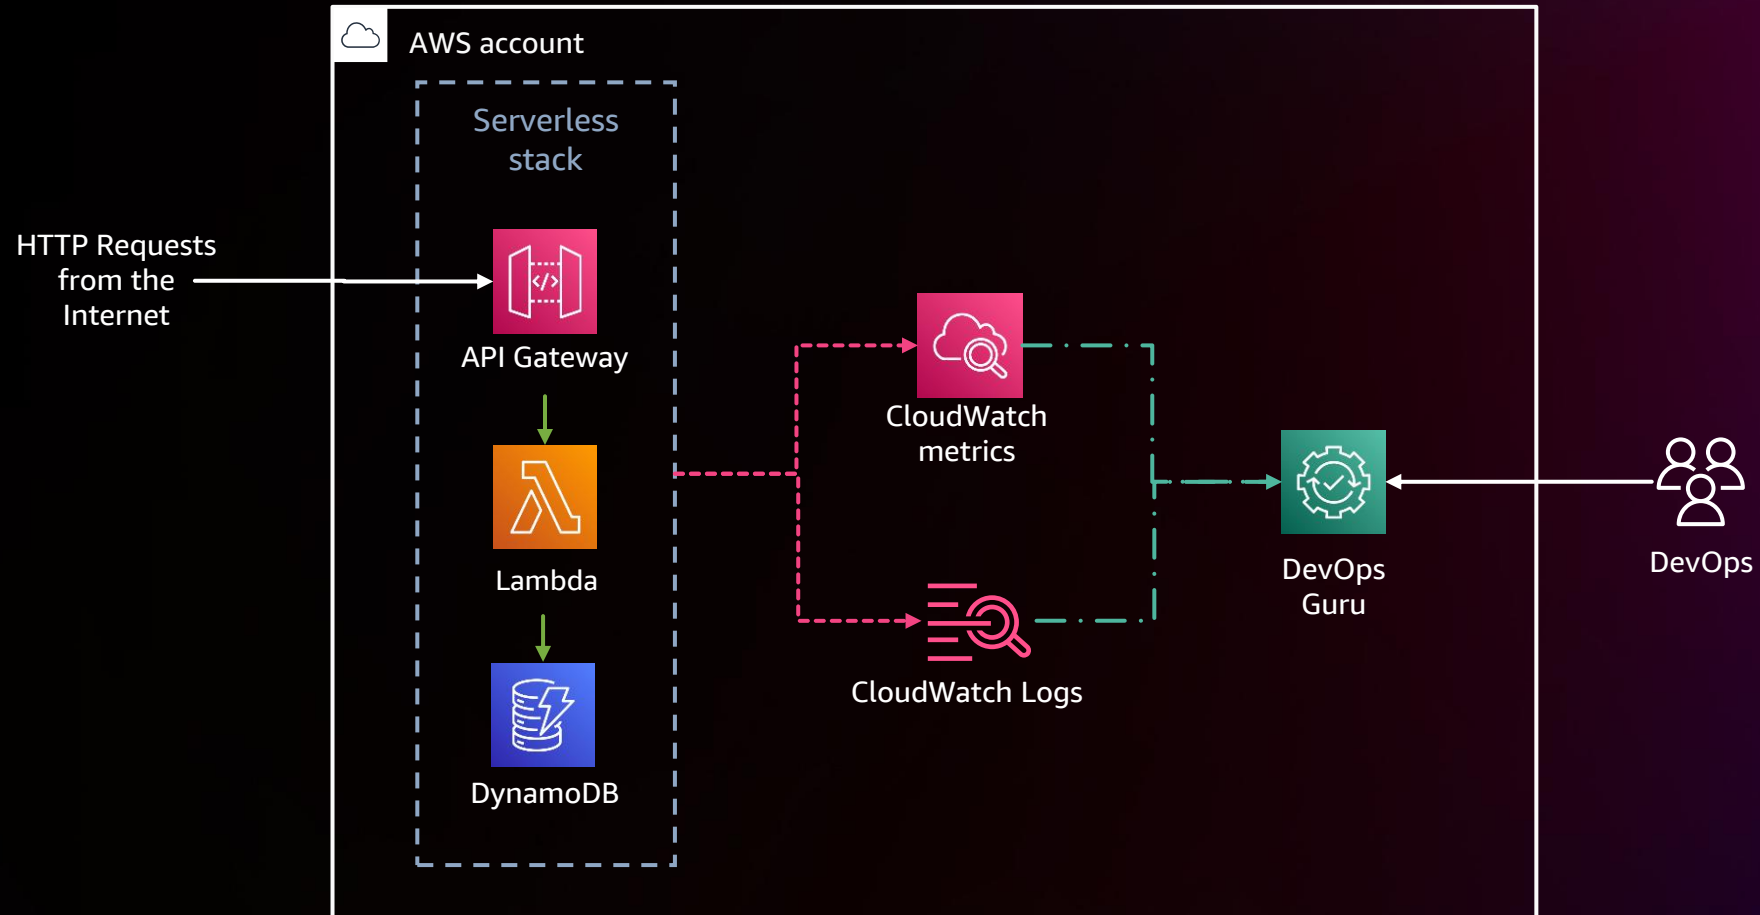 AWS account
Serverless
stack
HTTP Requests
from the
Internet
</>
API Gateway
Lambda
DynamoDB
CloudWatch
metrics
CloudWatch Logs
DevOps
Guru
DevOps